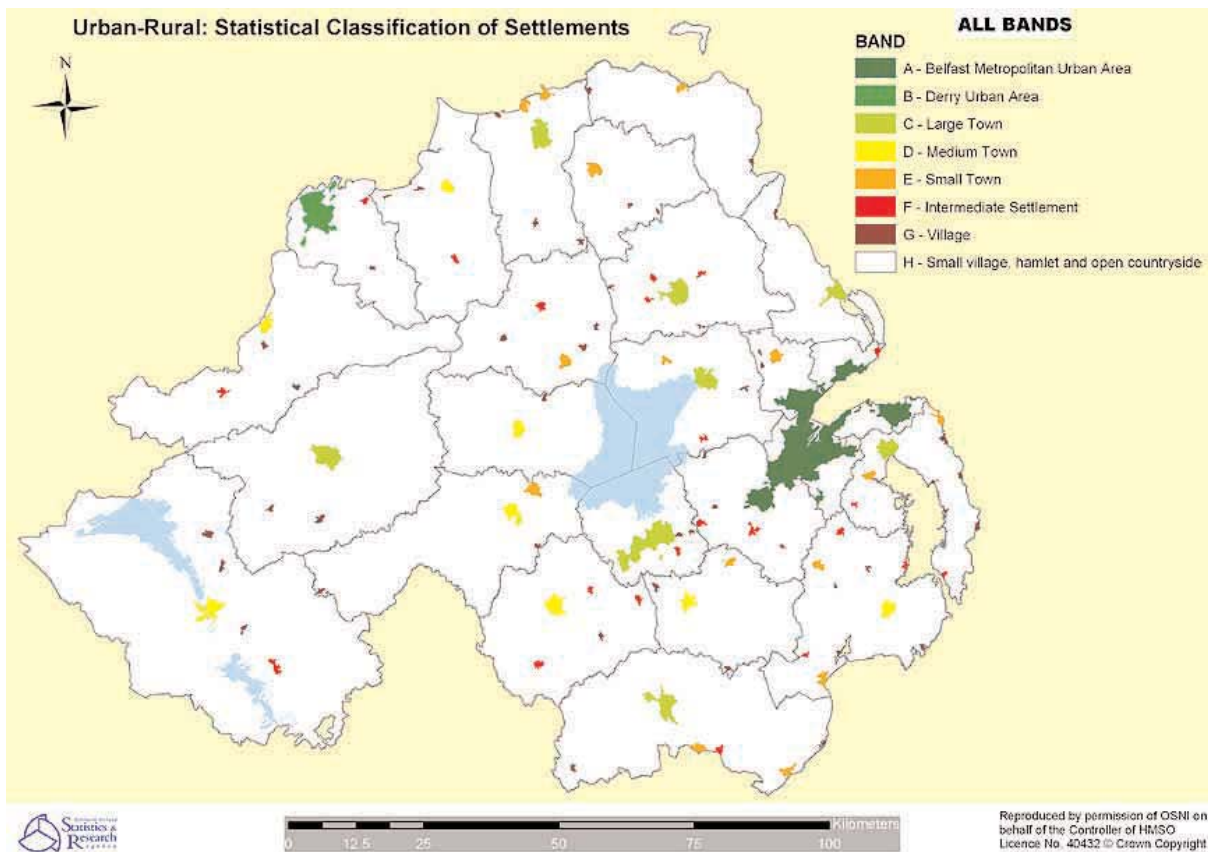 Urban-Rural: Statistical Classification of Settlements
ALL BANDS
N
BAND
A - Belfast Metropolitan Urban Area
B - Derry Urban Area
C - Large Town
D - Medium Town
E - Small Town
F - Intermediate Settlement
G - Village
H - Small village, hamlet and open countryside
Statistics &
Research
Kilometers
0 12.5 25 50 75 100
Reproduced by permission of OSNI on
behalf of the Controller of HMSO
Licence No. 40432 © Crown Copyright